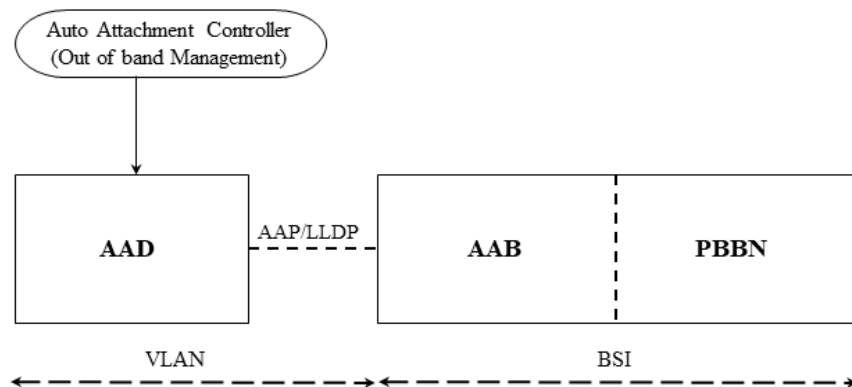 Auto Attachment Controller
(Out of band Management)
AAP/LLDP
AAD
AAB
PBBN
VLAN
BSI